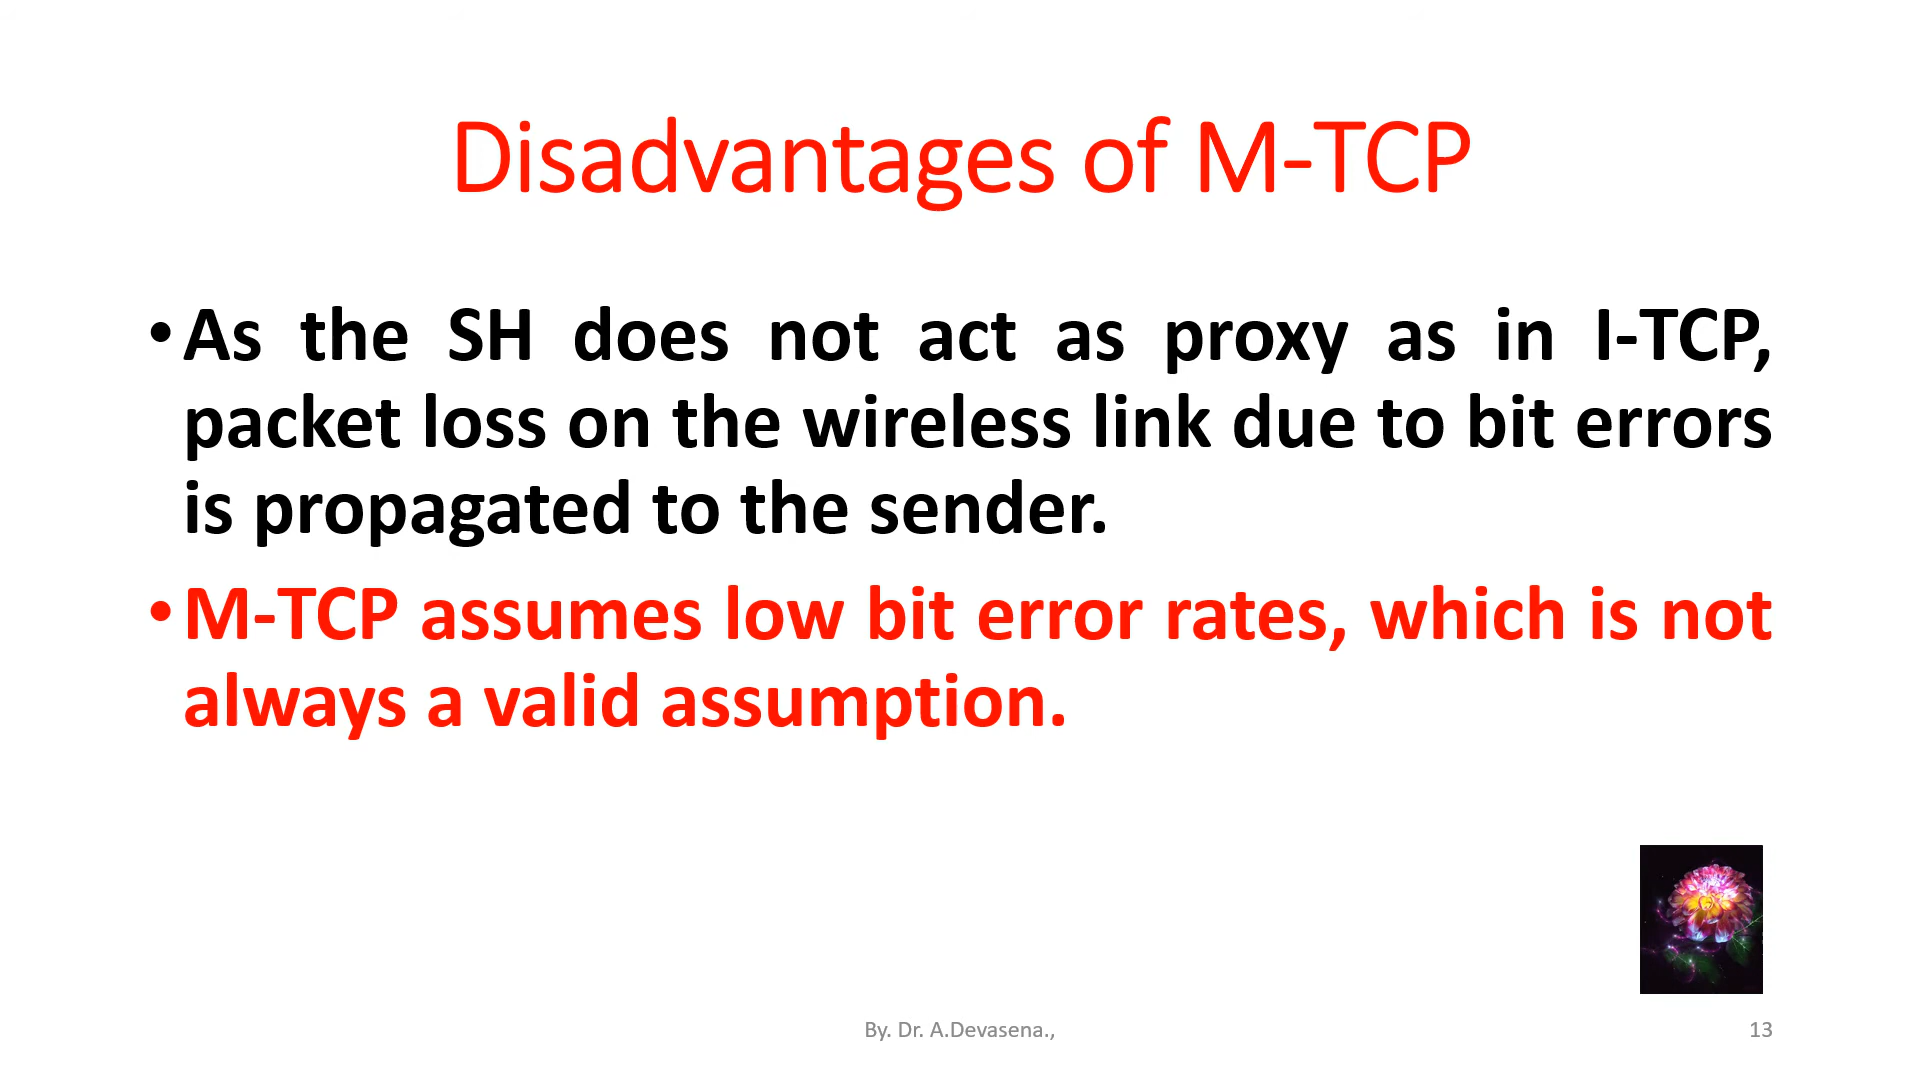 Disadvantages of M-TCP
•As the SH does not act as proxy as in I-TCP,
packet loss on the wireless link due to bit errors
is propagated to the sender.
•M-TCP assumes low bit error rates, which is not
always a valid assumption.
By. Dr. A.Devasena.,
13